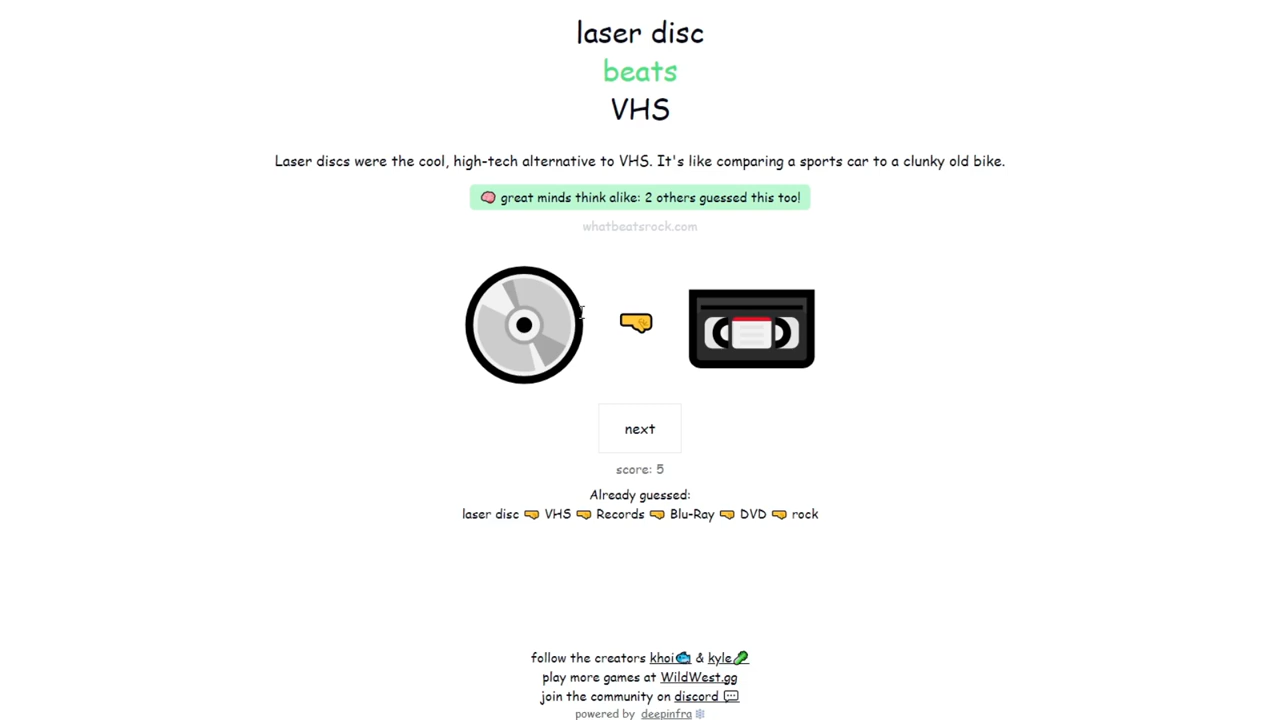 laser disc
beats
VHS
Laser discs were the cool, high-tech alternative to VHS. It's like comparing a sports car to a clunky old bike.
🧠 great minds think alike: 2 others guessed this too!
whatbeatsrock.com
next
score: 5
Already guessed:
laser disc 🤜 VHS 🤜 Records 🤜 Blu-Ray 🤜 DVD 🤜 rock
follow the creators khoi🐟 & kyle🥒
play more games at WildWest.gg
join the community on discord 💬
powered by deepinfra